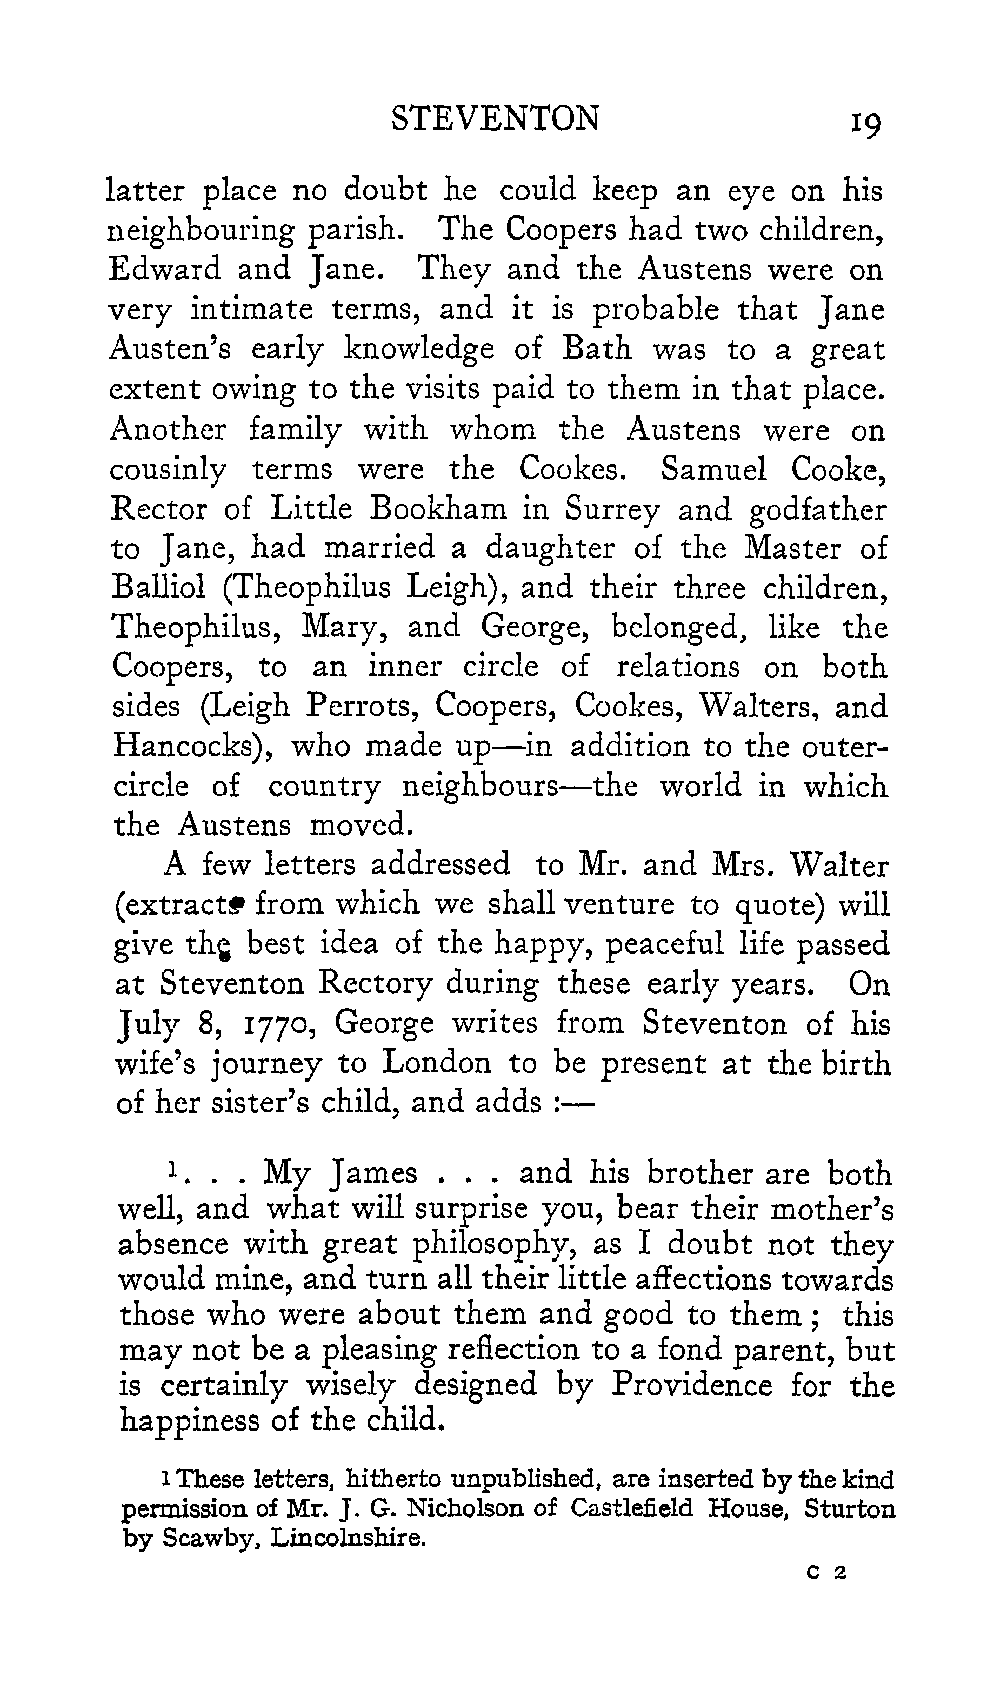 STEVENTON 19
latter place no doubt he could keep an eye on his
neighbouring parish. The Coopers had two children,
Edward and Jane. They and the Austens were on
very intimate terms, and it is probable that Jane
Austen's early knowledge of Bath was to a great
extent owing to the visits paid to them in that place.
Another family with whom the Austens were on
cousinly terms were the Cookes. Samuel Cooke,
Rector of Little Bookham in Surrey and godfather
to Jane, had married a daughter of the Master of
Balliol (Theophilus Leigh), and their three children,
Theophilus, Mary, and George, belonged, like the
Coopers, to an inner circle of relations on both
sides (Leigh Perrots, Coopers, Cookes, Walters, and
Hancocks), who made up—in addition to the outer-
circle of country neighbours—the world in which
the Austens moved.
A few letters addressed to Mr. and Mrs. Walter
(extracts from which we shall venture to quote) will
give the best idea of the happy, peaceful life passed
at Steventon Rectory during these early years. On
July 8, 1770, George writes from Steventon of his
wife's journey to London to be present at the birth
of her sister's child, and adds :—
1. . . My James . . . and his brother are both
well, and what will surprise you, bear their mother's
absence with great philosophy, as I doubt not they
would mine, and turn all their little affections towards
those who were about them and good to them ; this
may not be a pleasing reflection to a fond parent, but
is certainly wisely designed by Providence for the
happiness of the child.
1 These letters, hitherto unpublished, are inserted by the kind
permission of Mr. J. G. Nicholson of Castlefield House, Sturton
by Scawby, Lincolnshire.
C 2